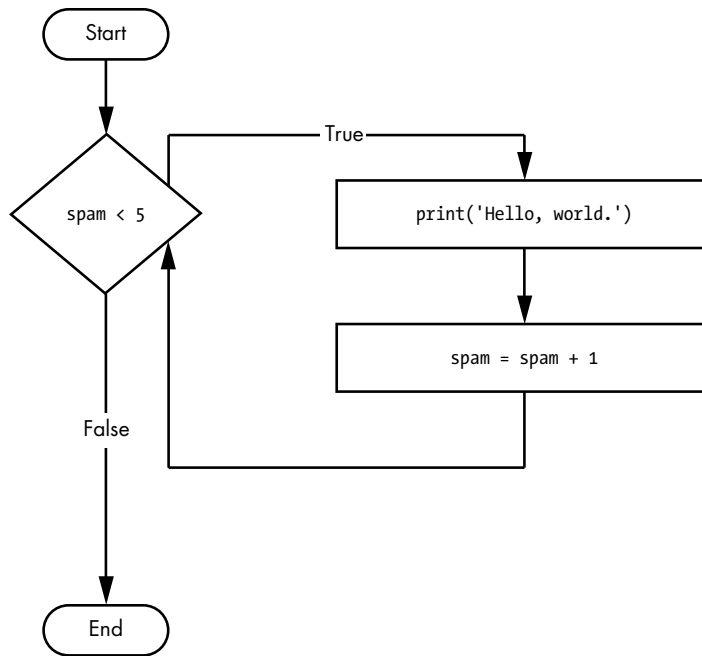 Start
True
spam < 5
print('Hello, world.')
spam = spam + 1
False
End